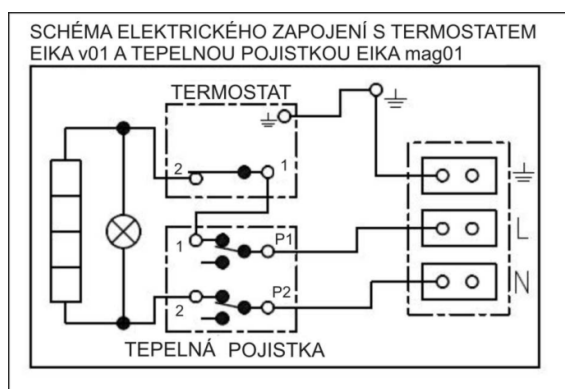 SCHÉMA ELEKTRICKÉHO ZAPOJENÍ S TERMOSTATEM
EIKA v01 A TEPELNOU POJISTKOU EIKA mag01
TERMOSTAT
2
1
1
P1
L
2
P2
N
TEPELNÁ POJISTKA